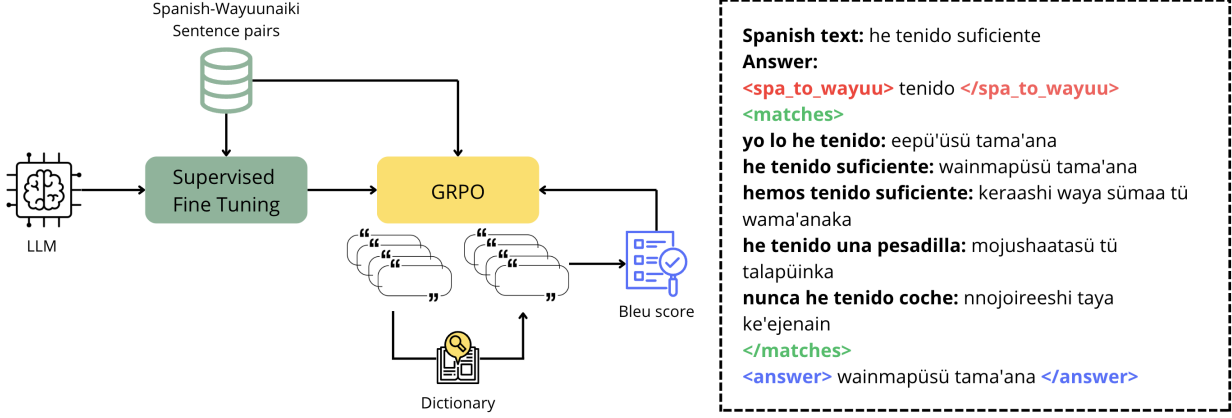 Spanish-Wayuunaiki
Sentence pairs
Supervised
Fine Tuning
GRPO
LLM
“
“
“
“
”
“
“
“
“
”
Bleu score
Dictionary
Spanish text: he tenido suficiente
Answer:
<spa_to_wayuu> tenido </spa_to_wayuu>
<matches>
yo lo he tenido: eepü'üsü tama'ana
he tenido suficiente: wainmapüsü tama'ana
hemos tenido suficiente: keraashi waya sümaa tü
wama'anaka
he tenido una pesadilla: mojushaatasü tü
talapüinka
nunca he tenido coche: nnojoireeshi taya
ke'ejenain
</matches>
<answer> wainmapüsü tama'ana </answer>